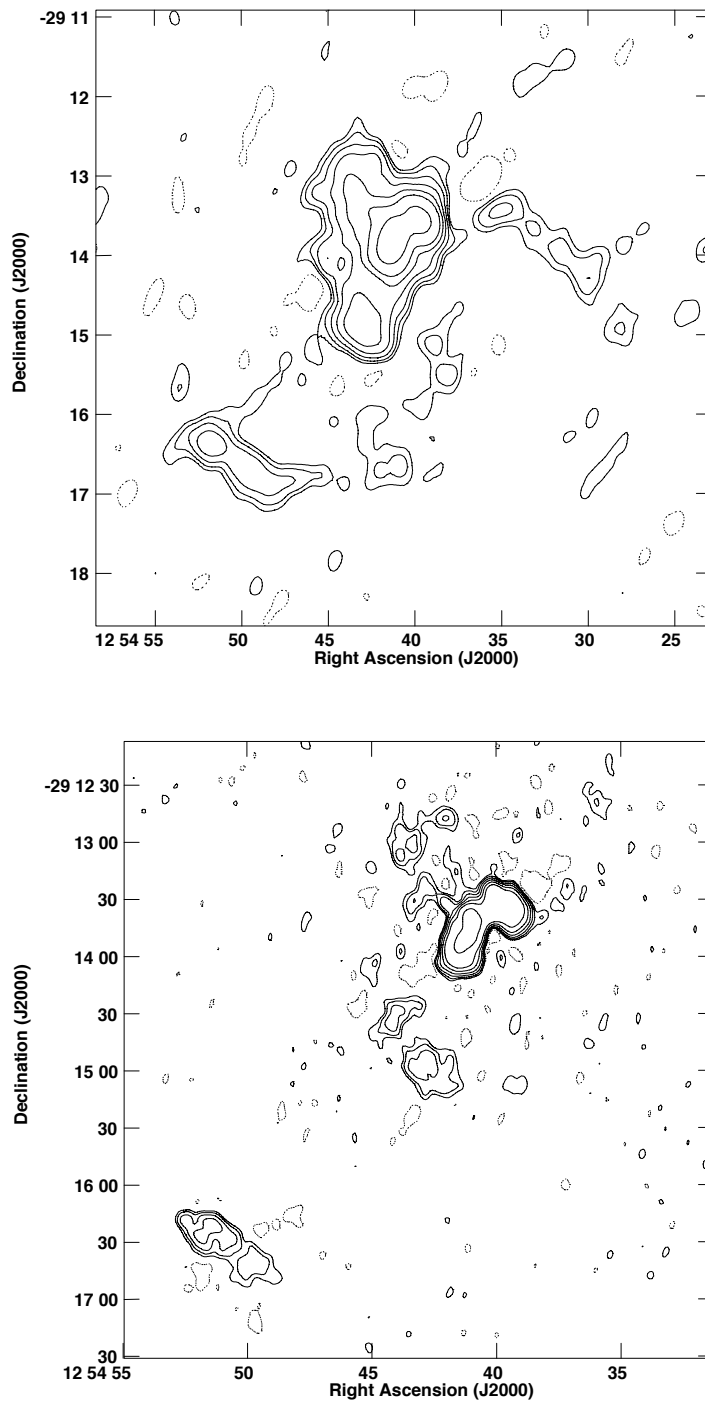 -29 11
12
13
14
15
16
17
18
Declination (J2000)
12 54 55 50 45 40 35 30 25
Right Ascension (J2000)
-29 12 30
13 00
30
14 00
30
15 00
30
16 00
30
17 00
30
Declination (J2000)
12 54 55 50 45 40 35
Right Ascension (J2000)